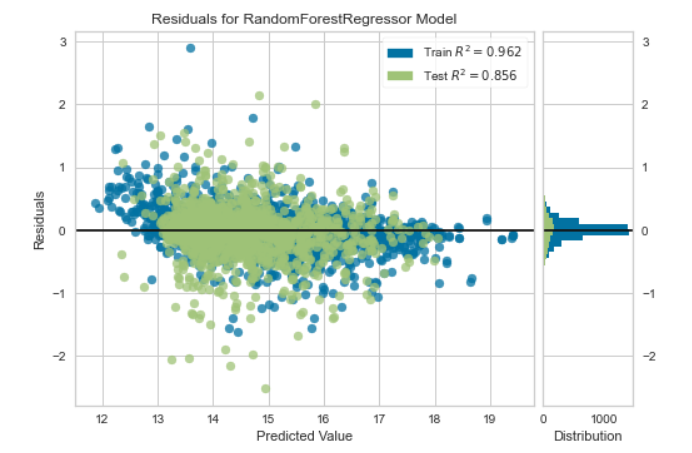 Residuals for RandomForestRegressor Model
Train R² = 0.962
Test R² = 0.856
3
2
1
0
−1
−2
Residuals
12 13 14 15 16 17 18 19
Predicted Value
3
2
1
0
−1
−2
0 1000
Distribution